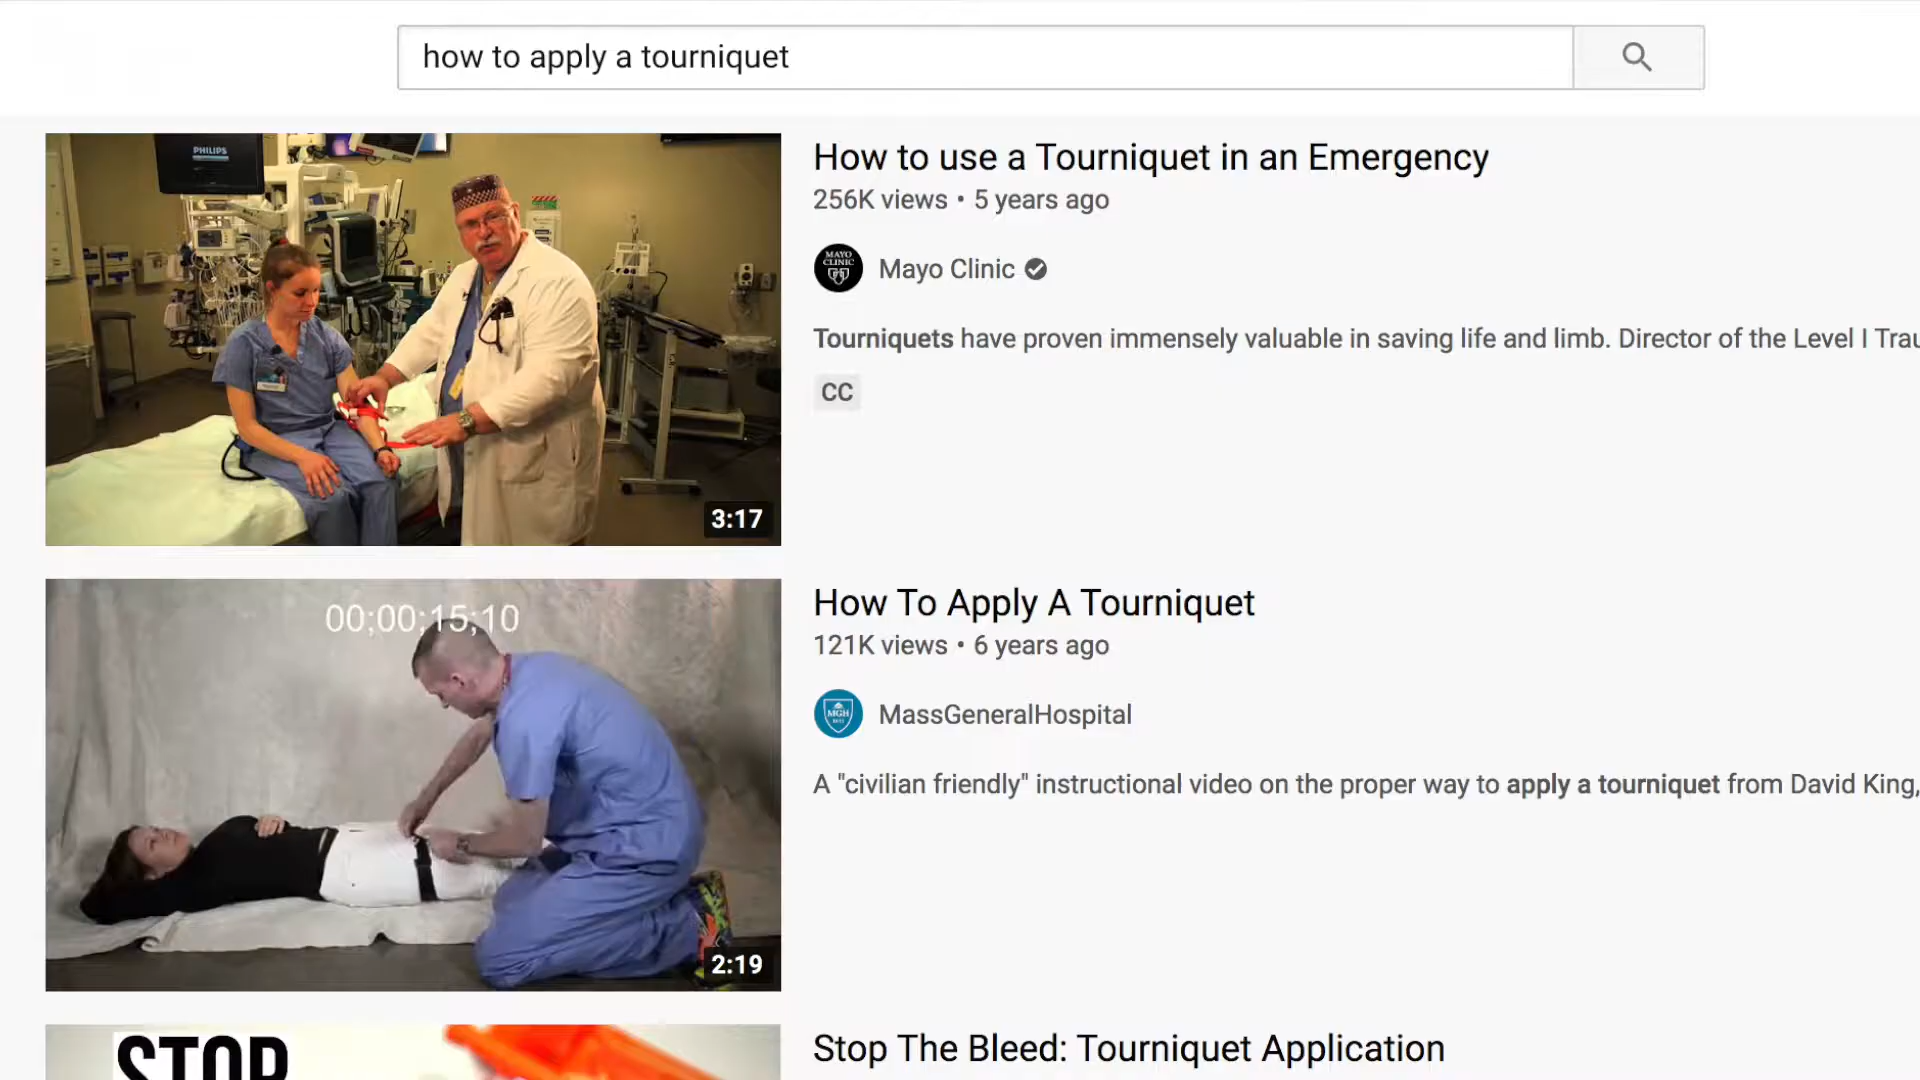 how to apply a tourniquet
PHILIPS
3:17
How to use a Tourniquet in an Emergency
256K views • 5 years ago
MAYO
CLINIC
Mayo Clinic
Tourniquets have proven immensely valuable in saving life and limb. Director of the Level I Trau
CC
00;00;15;10
2:19
How To Apply A Tourniquet
121K views • 6 years ago
MGH
MassGeneralHospital
A "civilian friendly" instructional video on the proper way to apply a tourniquet from David King,
STOP
Stop The Bleed: Tourniquet Application